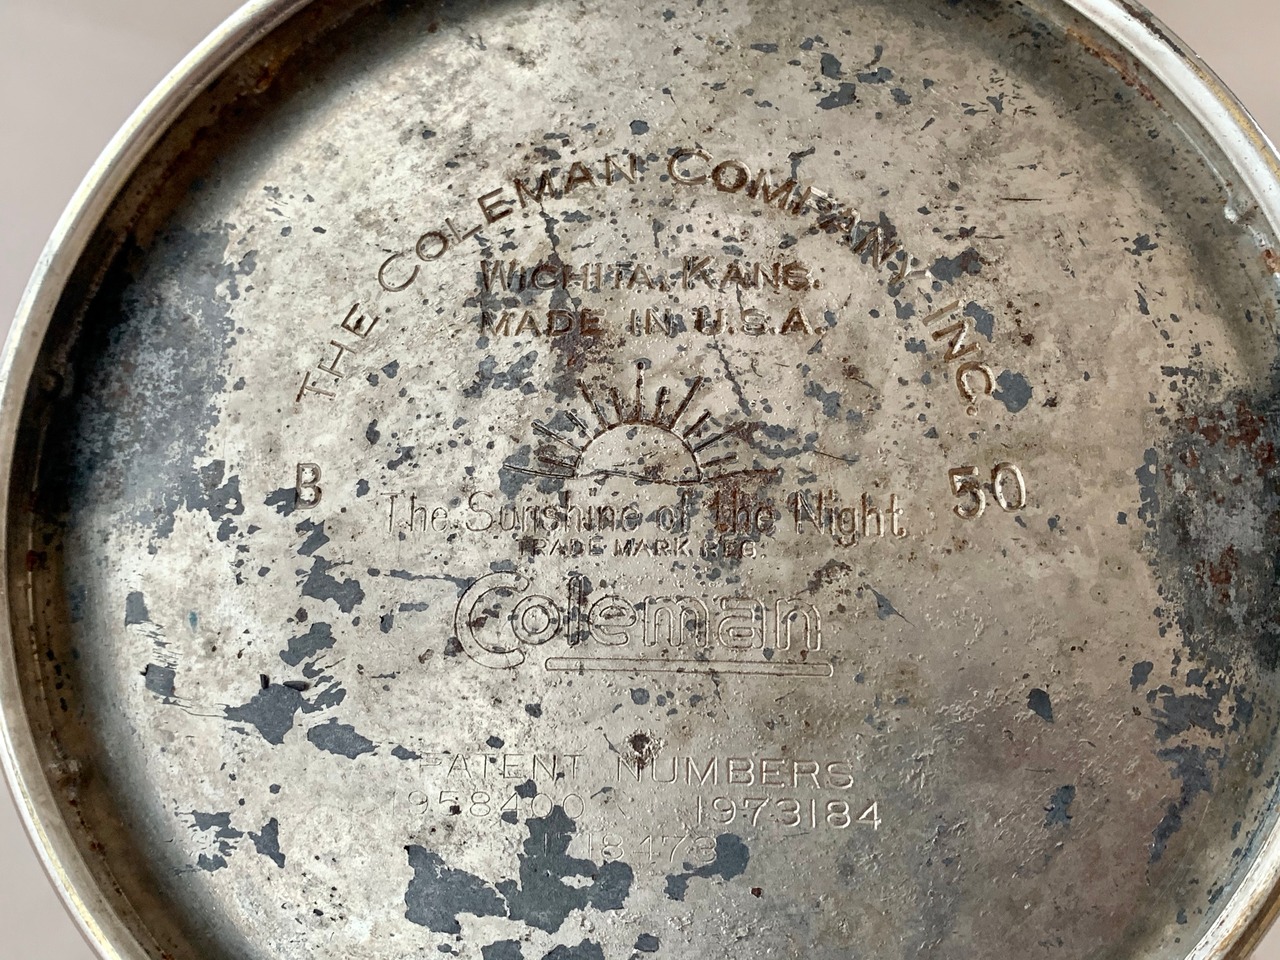 THE COLEMAN COMPANY, INC.
WICHITA, KANS.
MADE IN U.S.A.
B
50
The Sunshine of the Night
TRADE MARK REG.
Coleman
PATENT NUMBERS
1958400 1973184